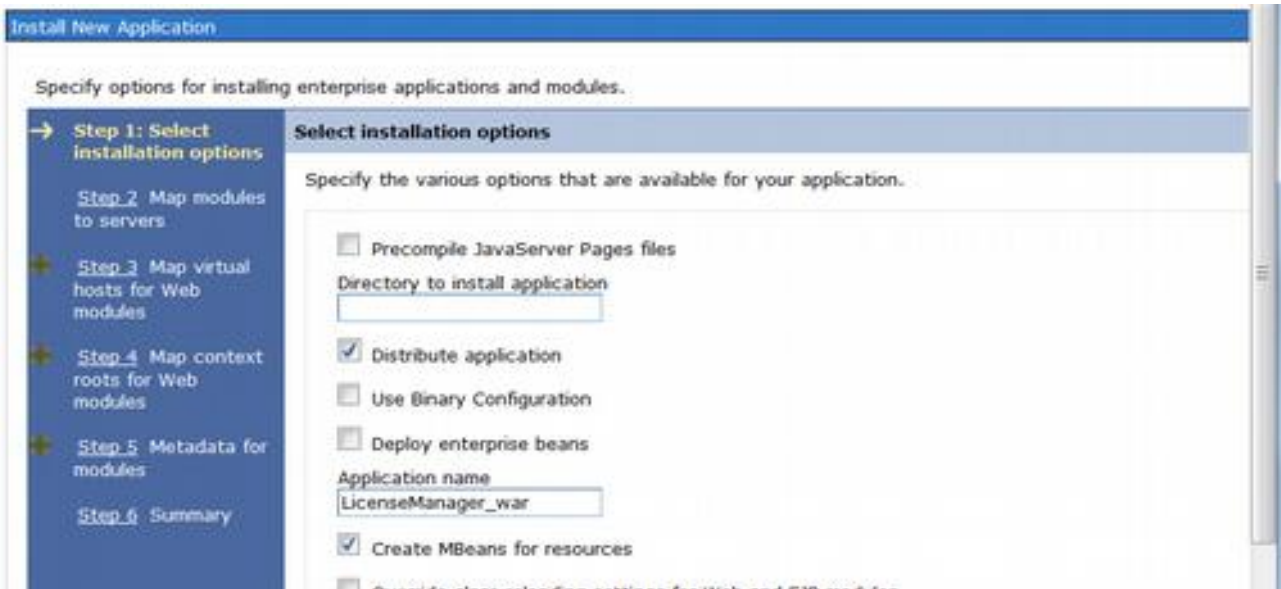 Install New Application
Specify options for installing enterprise applications and modules.
Step 1: Select
installation options
Step 2 Map modules
to servers
Step 3 Map virtual
hosts for Web
modules
Step 4 Map context
roots for Web
modules
Step 5 Metadata for
modules
Step 6 Summary
Select installation options
Specify the various options that are available for your application.
Precompile JavaServer Pages files
Directory to install application
Distribute application
Use Binary Configuration
Deploy enterprise beans
Application name
LicenseManager_war
Create MBeans for resources